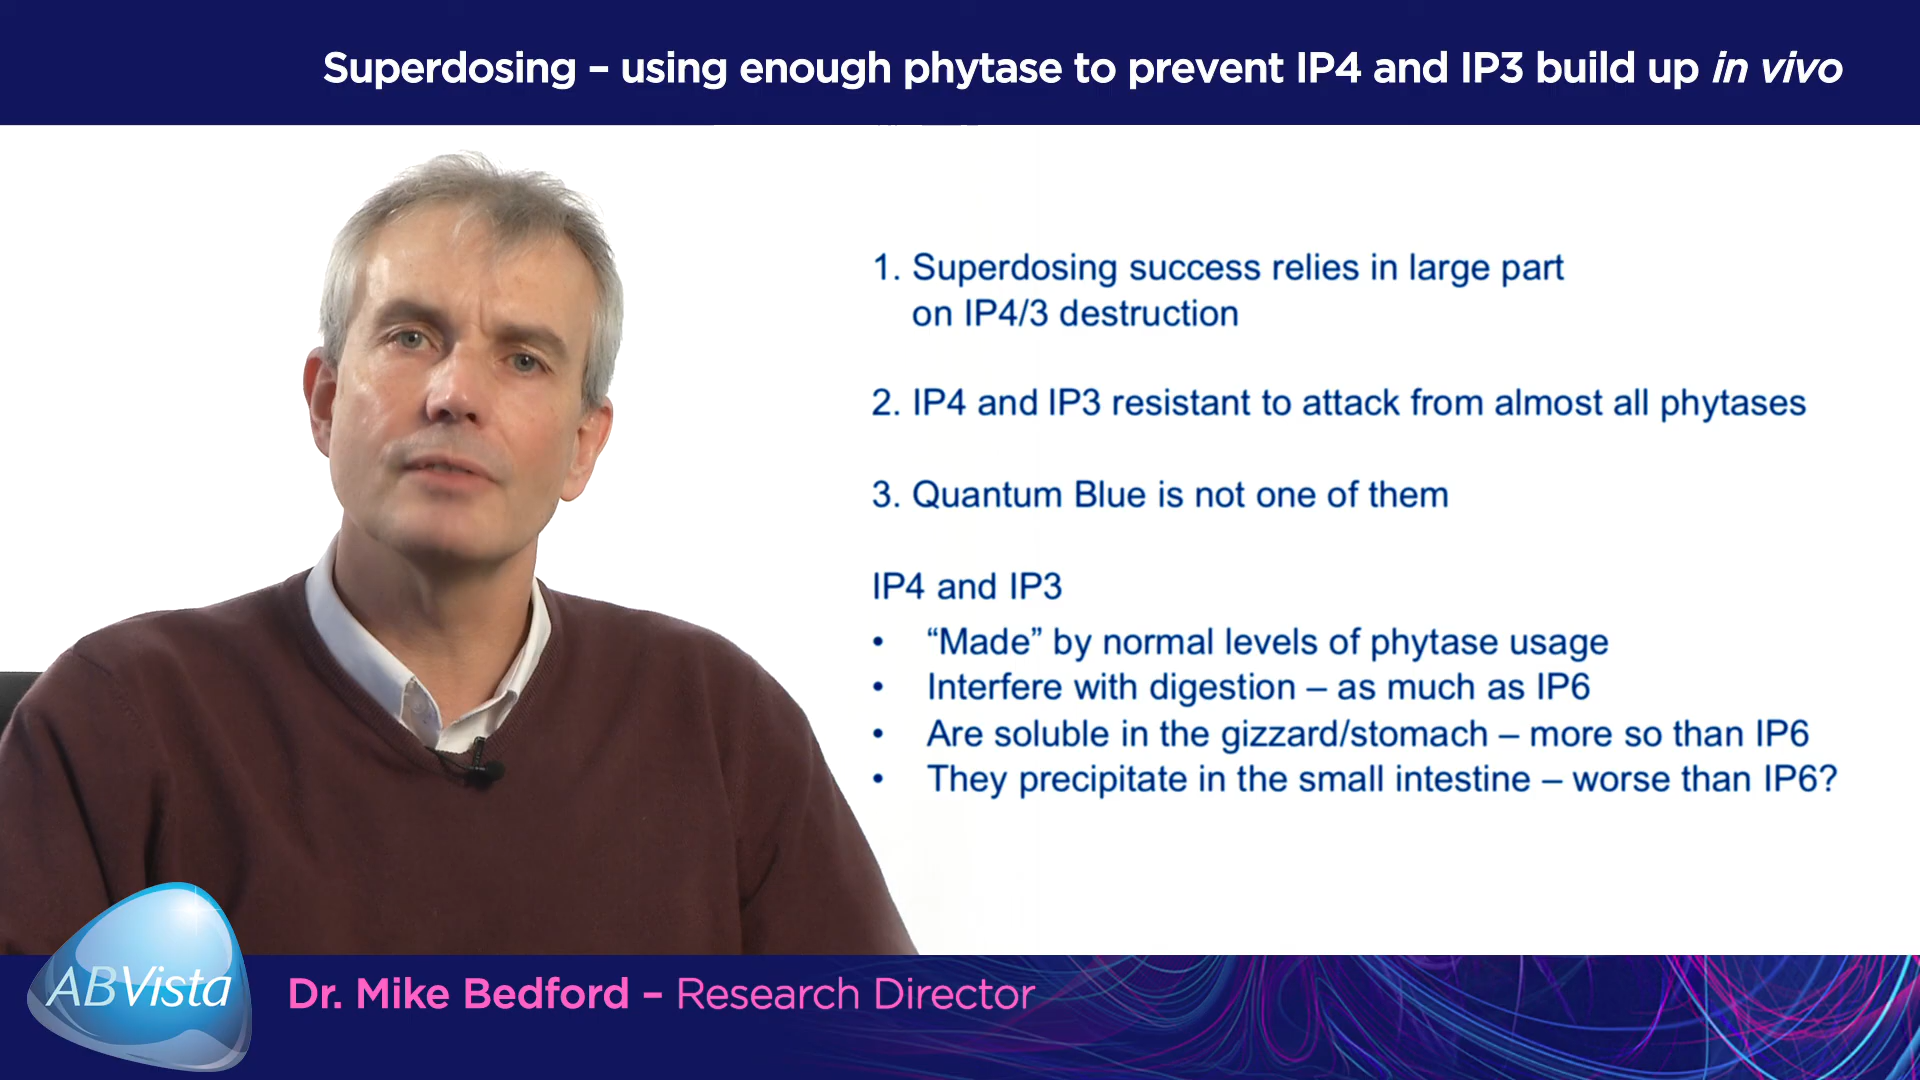 Superdosing – using enough phytase to prevent IP4 and IP3 build up in vivo
1. Superdosing success relies in large part
on IP4/3 destruction
2. IP4 and IP3 resistant to attack from almost all phytases
3. Quantum Blue is not one of them
IP4 and IP3
• “Made” by normal levels of phytase usage
• Interfere with digestion – as much as IP6
• Are soluble in the gizzard/stomach – more so than IP6
• They precipitate in the small intestine – worse than IP6?
ABVista
Dr. Mike Bedford – Research Director